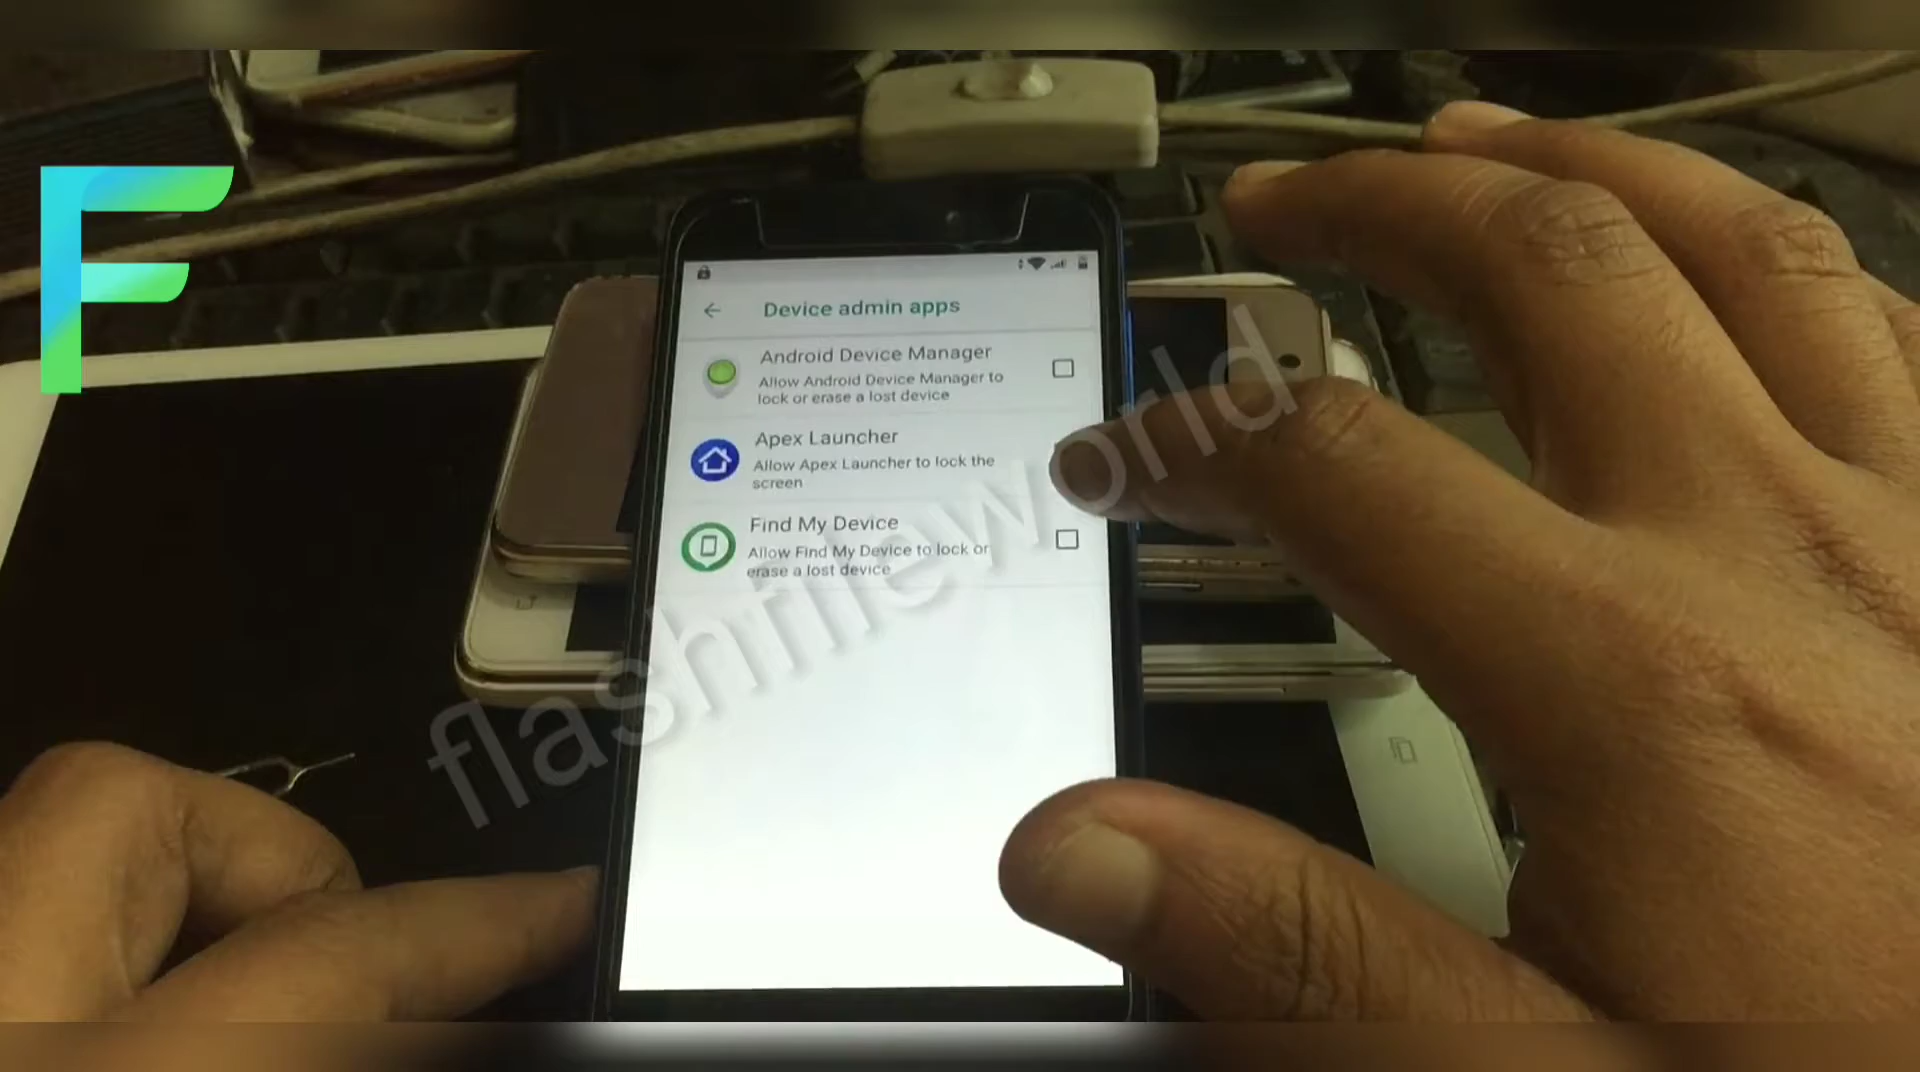 Device admin apps
Android Device Manager
Allow Android Device Manager to
lock or erase a lost device
Apex Launcher
Allow Apex Launcher to lock the
screen
Find My Device
Allow Find My Device to lock or
erase a lost device
flashfileworld
F